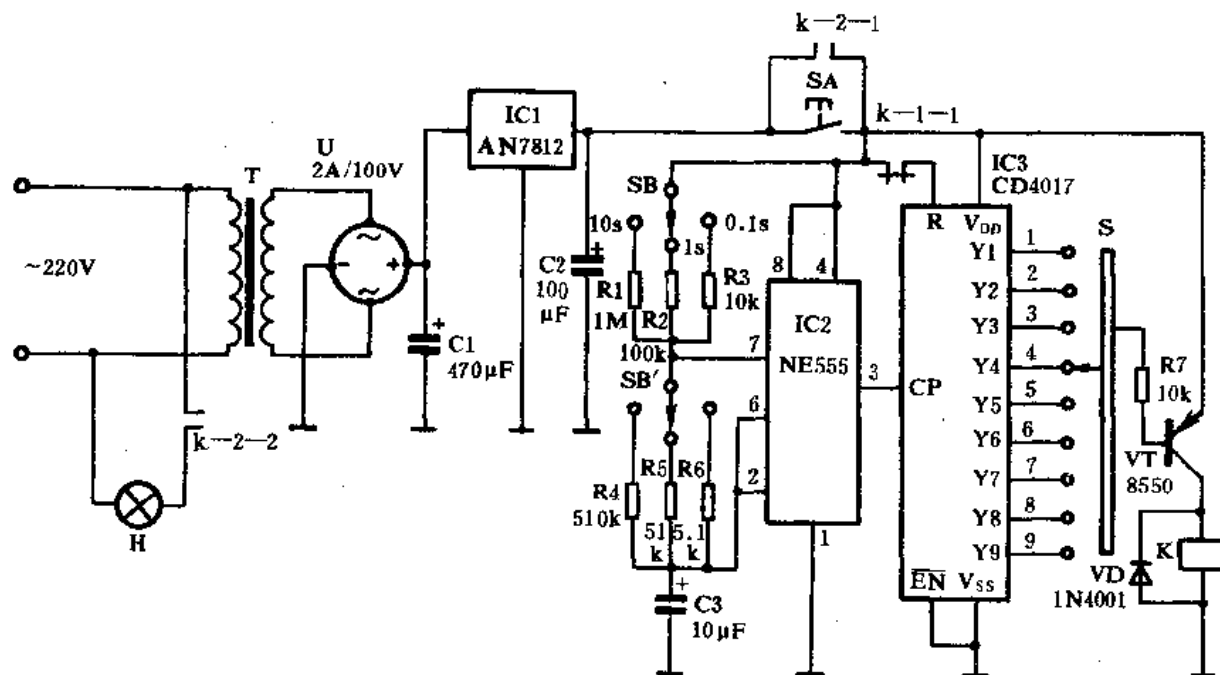 k-2-1
SA
k-1-1
IC1
AN7812
U
2A/100V
T
~220V
~
-
+
~
+
C1
470μF
k-2-2
H
+
C2
100
μF
SB
10s
1s
0.1s
R1
1M
R2
100k
R3
10k
SB′
R4
510k
R5
51
k
R6
5.1
k
+
C3
10μF
8
4
7
6
2
3
1
IC2
NE555
IC3
CD4017
R
VDD
CP
Y1
1
Y2
2
Y3
3
Y4
4
Y5
5
Y6
6
Y7
7
Y8
8
Y9
9
EN
VSS
S
R7
10k
VT
8550
K
VD
1N4001